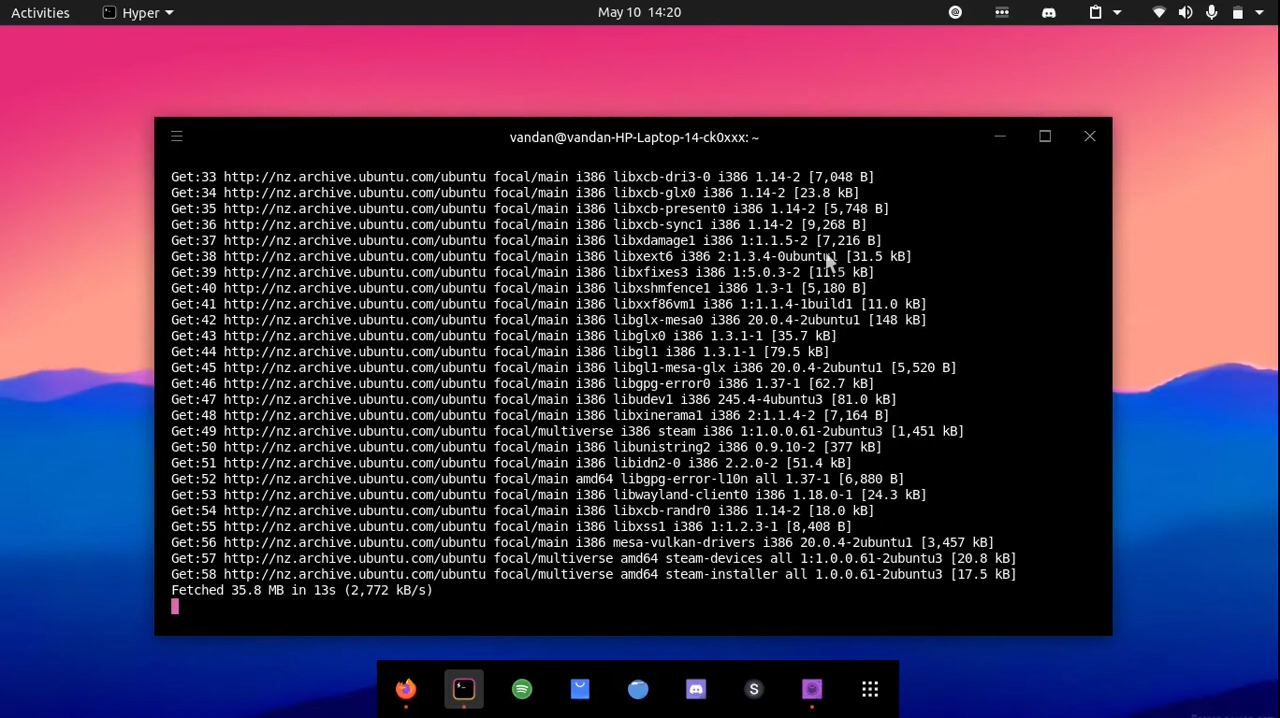 Activities
Hyper
May 10 14:20
vandan@vandan-HP-Laptop-14-ck0xxx: ~
Get:33 http://nz.archive.ubuntu.com/ubuntu focal/main i386 libxcb-dri3-0 i386 1.14-2 [7,048 B]
Get:34 http://nz.archive.ubuntu.com/ubuntu focal/main i386 libxcb-glx0 i386 1.14-2 [23.8 kB]
Get:35 http://nz.archive.ubuntu.com/ubuntu focal/main i386 libxcb-present0 i386 1.14-2 [5,748 B]
Get:36 http://nz.archive.ubuntu.com/ubuntu focal/main i386 libxcb-sync1 i386 1.14-2 [9,268 B]
Get:37 http://nz.archive.ubuntu.com/ubuntu focal/main i386 libxdamage1 i386 1:1.1.5-2 [7,216 B]
Get:38 http://nz.archive.ubuntu.com/ubuntu focal/main i386 libxext6 i386 2:1.3.4-0ubuntu1 [31.5 kB]
Get:39 http://nz.archive.ubuntu.com/ubuntu focal/main i386 libxfixes3 i386 1:5.0.3-2 [11.5 kB]
Get:40 http://nz.archive.ubuntu.com/ubuntu focal/main i386 libxshmfence1 i386 1.3-1 [5,180 B]
Get:41 http://nz.archive.ubuntu.com/ubuntu focal/main i386 libxxf86vm1 i386 1:1.1.4-1build1 [11.0 kB]
Get:42 http://nz.archive.ubuntu.com/ubuntu focal/main i386 libglx-mesa0 i386 20.0.4-2ubuntu1 [148 kB]
Get:43 http://nz.archive.ubuntu.com/ubuntu focal/main i386 libglx0 i386 1.3.1-1 [35.7 kB]
Get:44 http://nz.archive.ubuntu.com/ubuntu focal/main i386 libgl1 i386 1.3.1-1 [79.5 kB]
Get:45 http://nz.archive.ubuntu.com/ubuntu focal/main i386 libgl1-mesa-glx i386 20.0.4-2ubuntu1 [5,520 B]
Get:46 http://nz.archive.ubuntu.com/ubuntu focal/main i386 libgpg-error0 i386 1.37-1 [62.7 kB]
Get:47 http://nz.archive.ubuntu.com/ubuntu focal/main i386 libudev1 i386 245.4-4ubuntu3 [81.0 kB]
Get:48 http://nz.archive.ubuntu.com/ubuntu focal/main i386 libxinerama1 i386 2:1.1.4-2 [7,164 B]
Get:49 http://nz.archive.ubuntu.com/ubuntu focal/multiverse i386 steam i386 1:1.0.0.61-2ubuntu3 [1,451 kB]
Get:50 http://nz.archive.ubuntu.com/ubuntu focal/main i386 libunistring2 i386 0.9.10-2 [377 kB]
Get:51 http://nz.archive.ubuntu.com/ubuntu focal/main i386 libidn2-0 i386 2.2.0-2 [51.4 kB]
Get:52 http://nz.archive.ubuntu.com/ubuntu focal/main amd64 libgpg-error-l10n all 1.37-1 [6,880 B]
Get:53 http://nz.archive.ubuntu.com/ubuntu focal/main i386 libwayland-client0 i386 1.18.0-1 [24.3 kB]
Get:54 http://nz.archive.ubuntu.com/ubuntu focal/main i386 libxcb-randr0 i386 1.14-2 [18.0 kB]
Get:55 http://nz.archive.ubuntu.com/ubuntu focal/main i386 libxss1 i386 1:1.2.3-1 [8,408 B]
Get:56 http://nz.archive.ubuntu.com/ubuntu focal/main i386 mesa-vulkan-drivers i386 20.0.4-2ubuntu1 [3,457 kB]
Get:57 http://nz.archive.ubuntu.com/ubuntu focal/multiverse amd64 steam-devices all 1:1.0.0.61-2ubuntu3 [20.8 kB]
Get:58 http://nz.archive.ubuntu.com/ubuntu focal/multiverse amd64 steam-installer all 1.0.0.61-2ubuntu3 [17.5 kB]
Fetched 35.8 MB in 13s (2,772 kB/s)
S